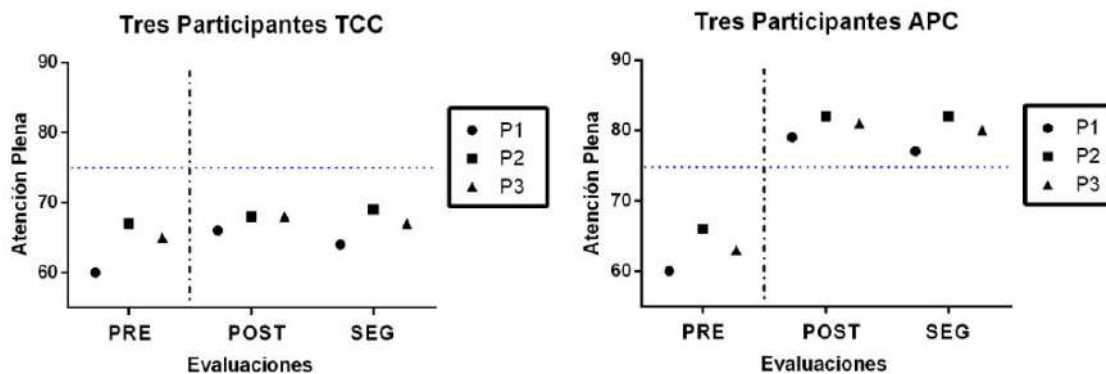 Tres Participantes TCC
90
80
70
60
Atención Plena
PRE
POST
SEG
Evaluaciones
P1
P2
P3
Tres Participantes APC
90
80
70
60
Atención Plena
PRE
POST
SEG
Evaluaciones
P1
P2
P3